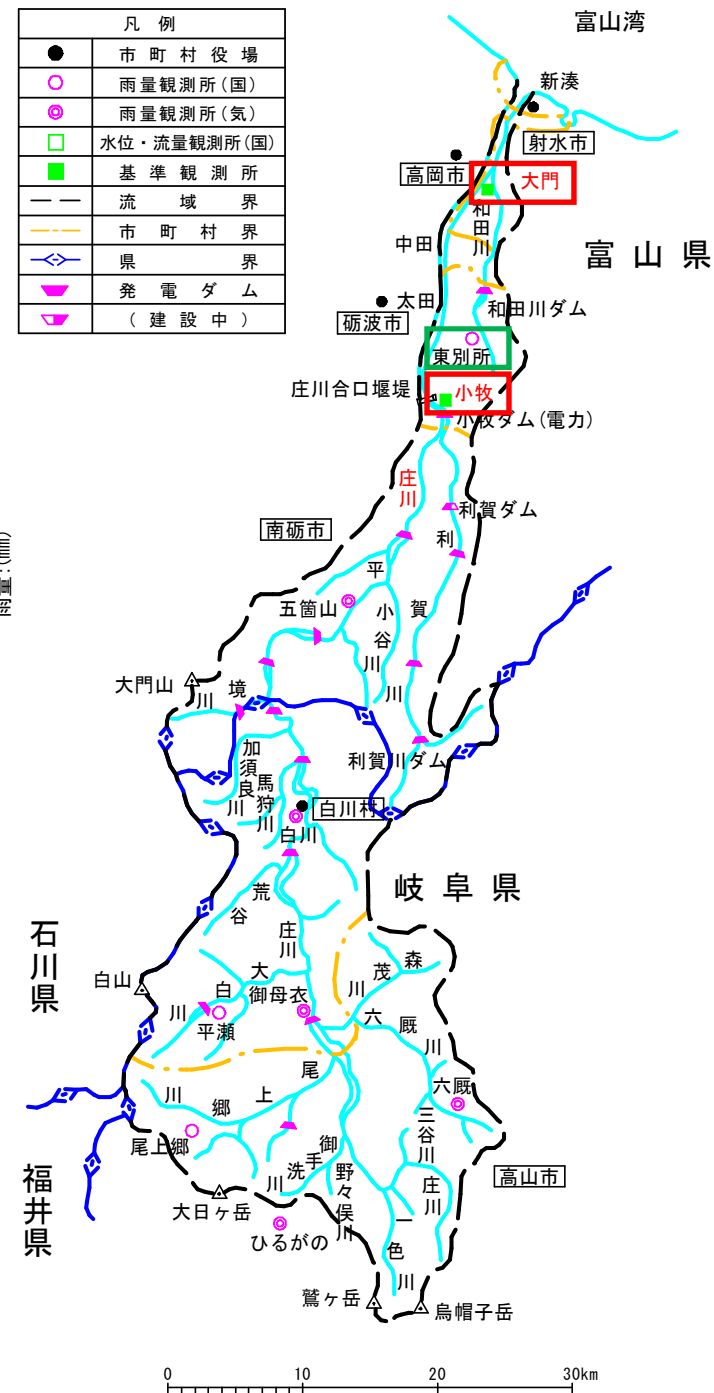 凡例
市町村役場
雨量観測所(国)
雨量観測所(気)
水位・流量観測所(国)
基準観測所
流域界
市町村界
県界
発電ダム
(建設中)
富山湾
新湊
射水市
高岡市
大門
和田川
中田
富山県
太田
和田川ダム
砺波市
東別所
庄川合口堰堤
小牧
小牧ダム(電力)
庄川
利賀ダム
南砺市
利賀川
平
五箇山
小谷川
雨量:(㎜)
大門山
境川
加須良川
馬狩川
利賀川ダム
白川村
白川
荒谷
岐阜県
庄川
石川県
白山
大白川
御母衣
平瀬
森茂川
六厩川
六厩
尾上郷川
尾上郷
三谷川
御手洗川
野々俣川
庄川
一色川
高山市
福井県
大日ヶ岳
ひるがの
鷲ヶ岳
烏帽子岳
0 10 20 30km